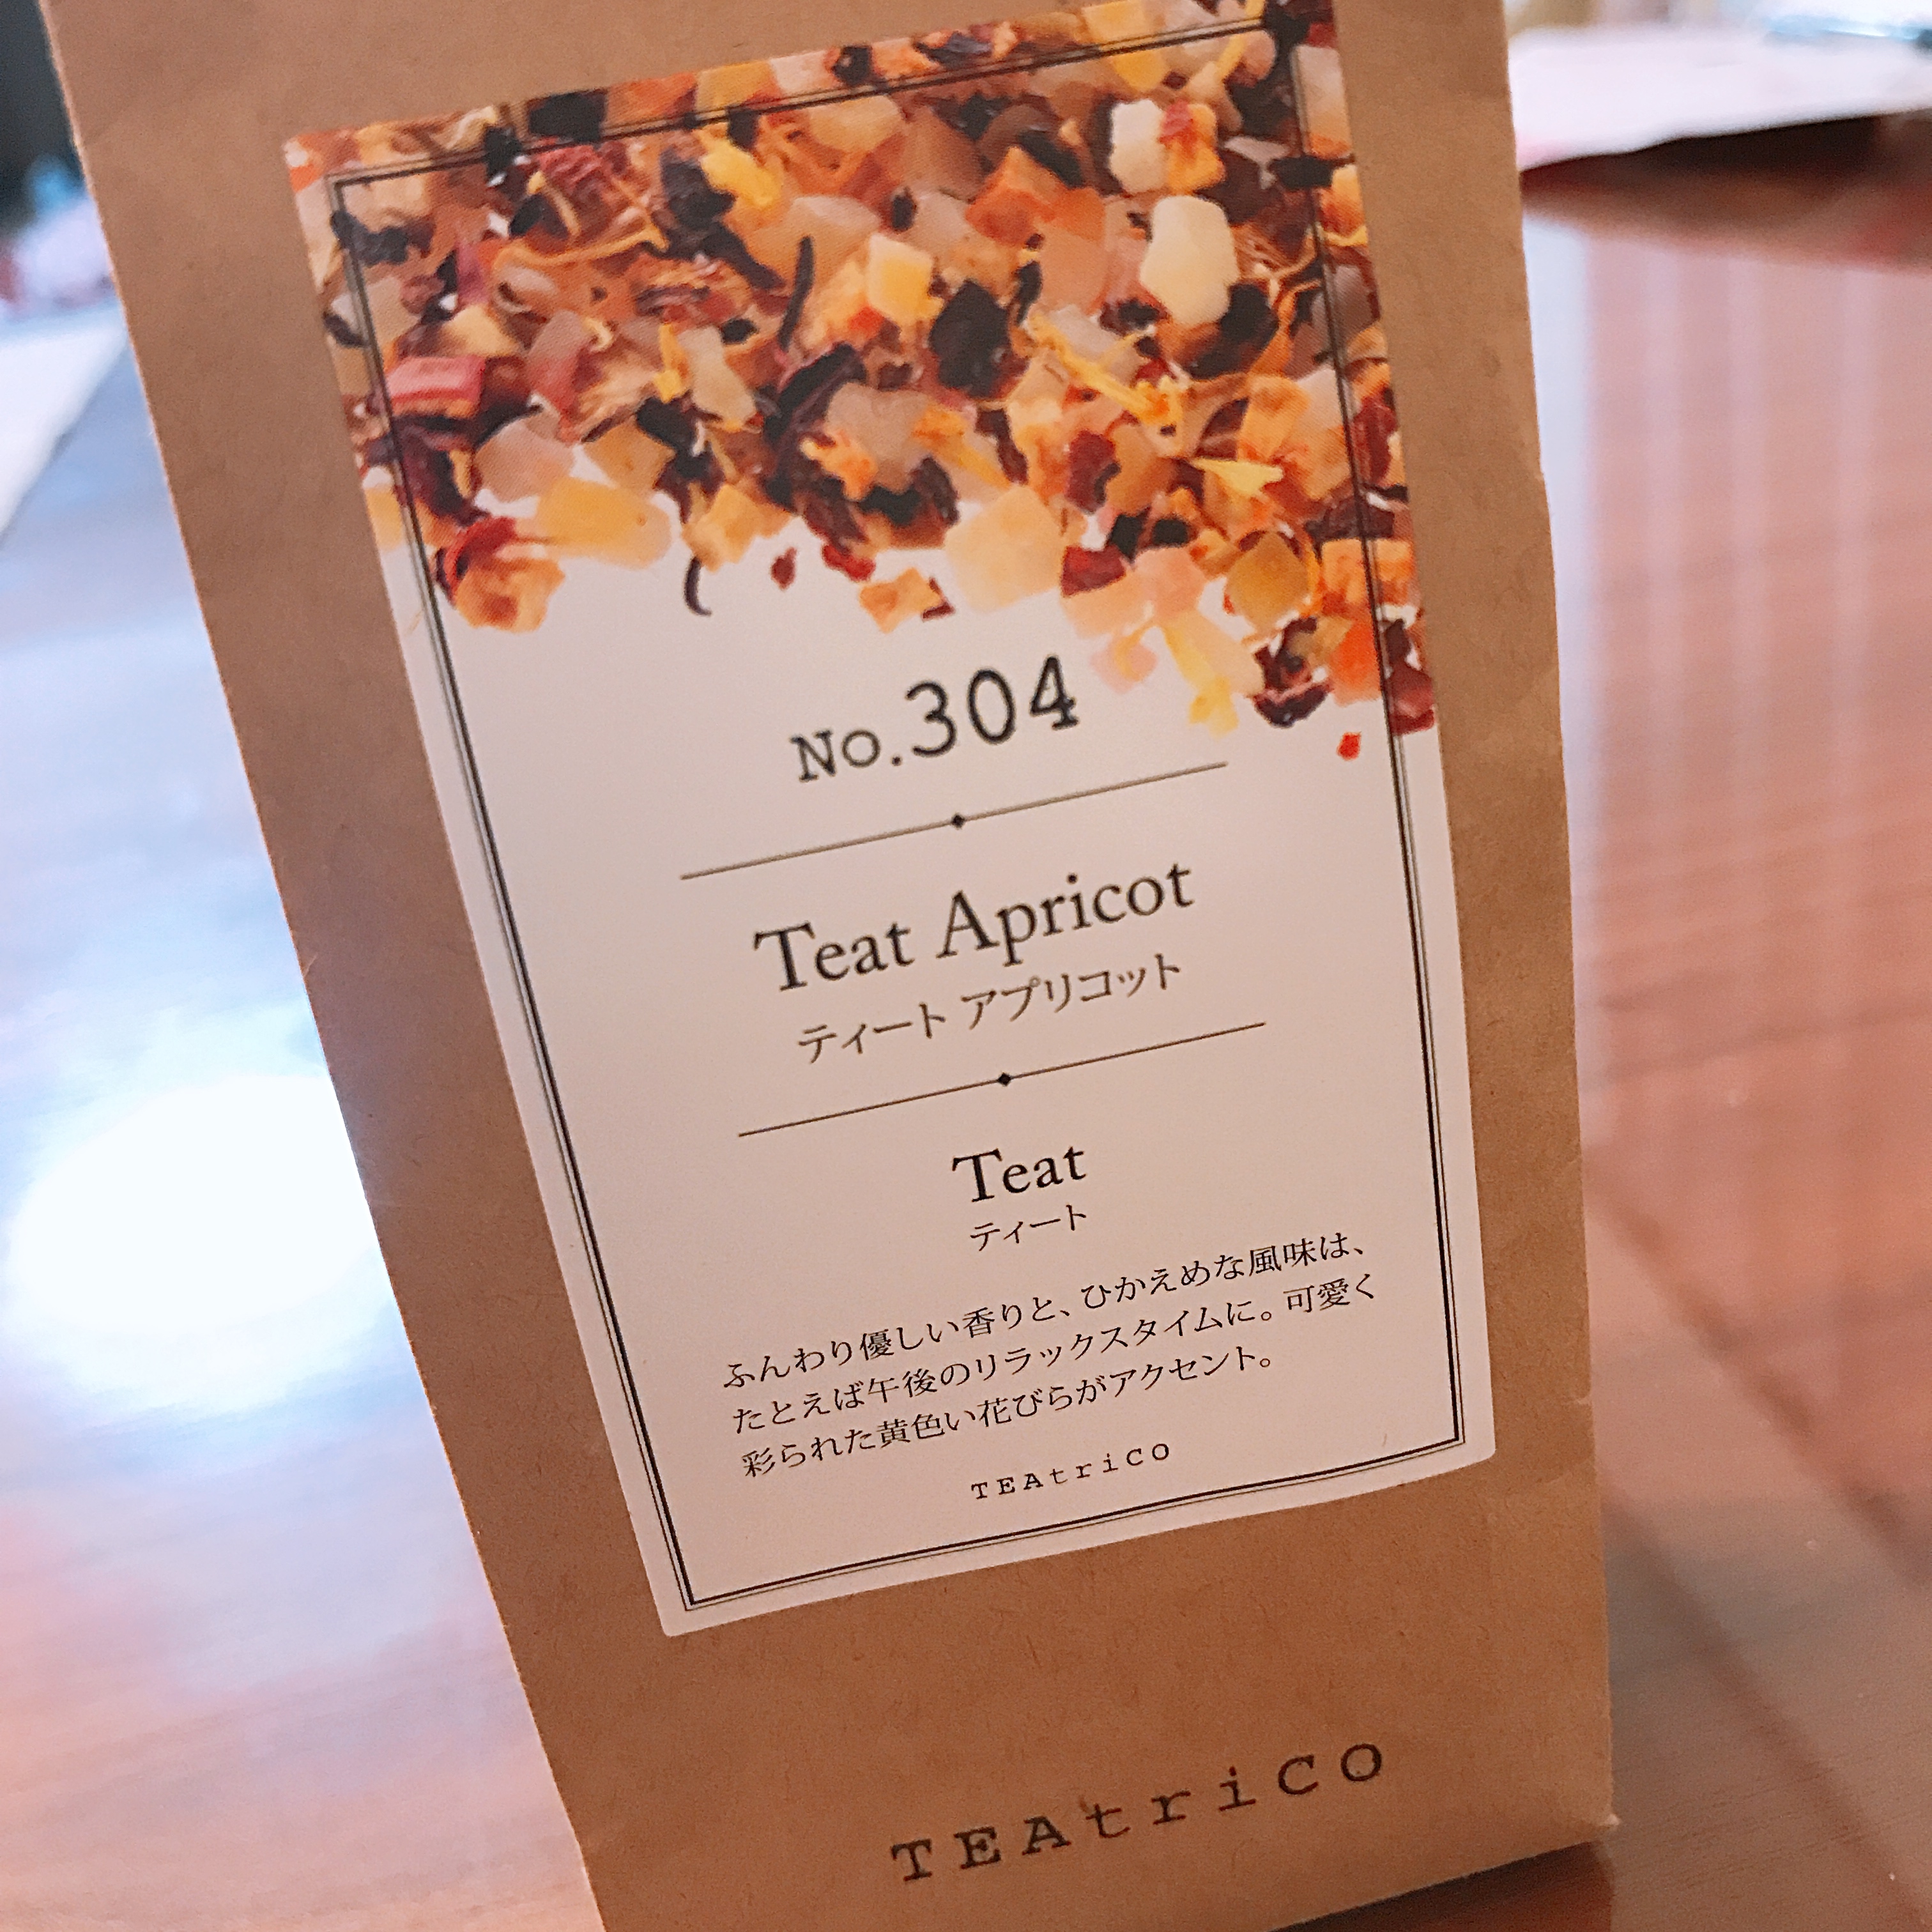 No.304
Teat Apricot
ティート アプリコット
Teat
ティート
ふんわり優しい香りと、ひかえめな風味は、
たとえば午後のリラックスタイムに。可愛く
彩られた黄色い花びらがアクセント。
TEAtriCO
TEAtriCO